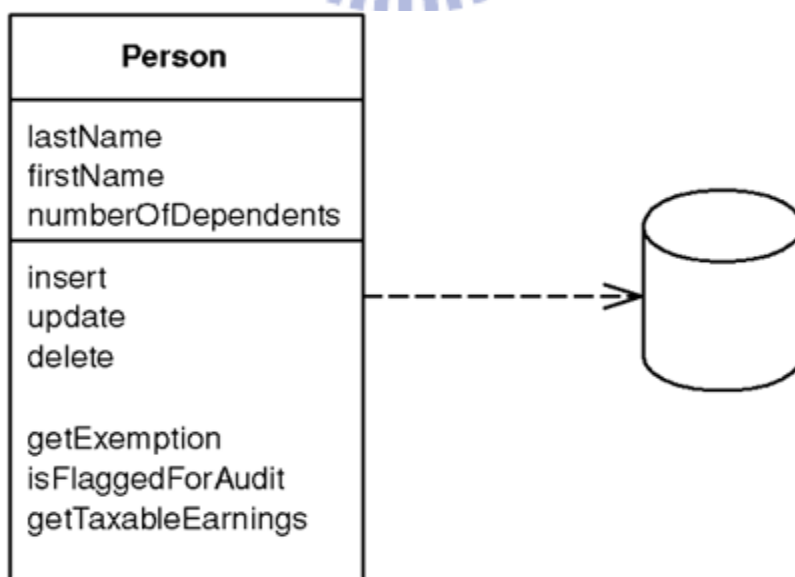 Person
lastName
firstName
numberOfDependents
insert
update
delete
getExemption
isFlaggedForAudit
getTaxableEarnings